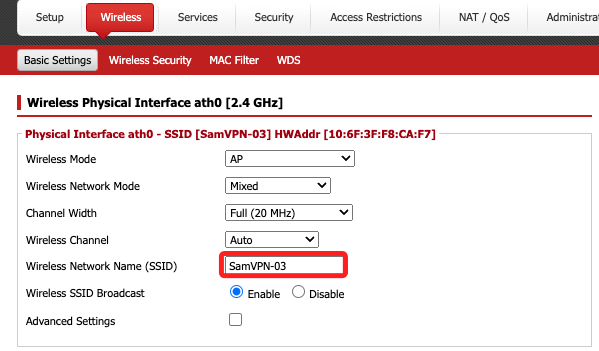 Setup Wireless Services Security Access Restrictions NAT / QoS Administra
Basic Settings Wireless Security MAC Filter WDS
Wireless Physical Interface ath0 [2.4 GHz]
Physical Interface ath0 - SSID [SamVPN-03] HWAddr [10:6F:3F:F8:CA:F7]
Wireless Mode AP
Wireless Network Mode Mixed
Channel Width Full (20 MHz)
Wireless Channel Auto
Wireless Network Name (SSID) SamVPN-03
Wireless SSID Broadcast Enable Disable
Advanced Settings